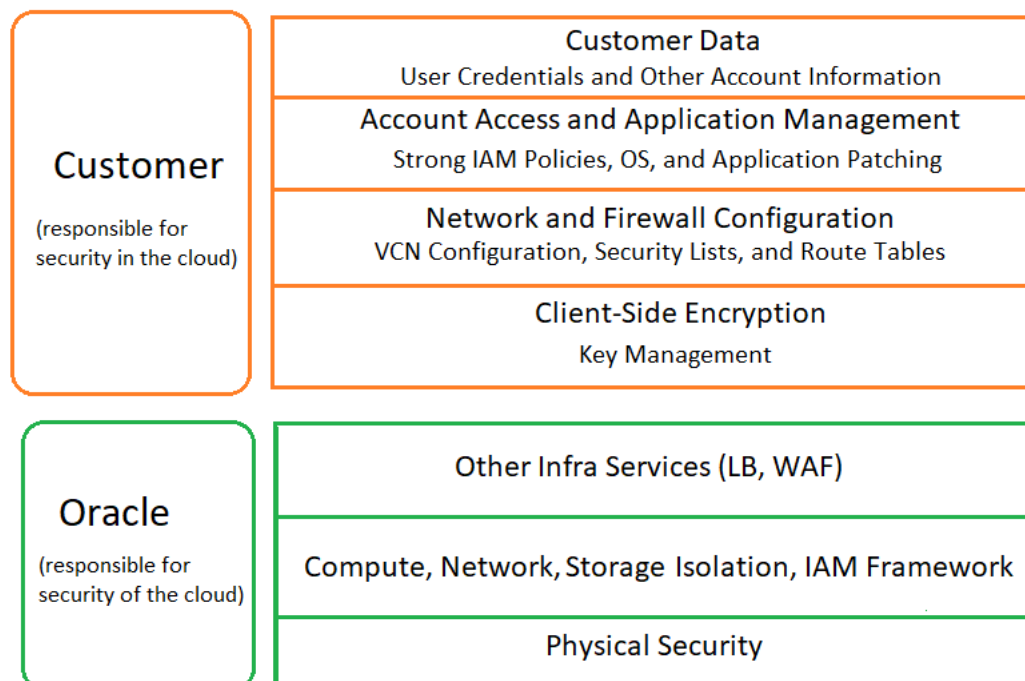 Customer
(responsible for
security in the cloud)
Customer Data
User Credentials and Other Account Information
Account Access and Application Management
Strong IAM Policies, OS, and Application Patching
Network and Firewall Configuration
VCN Configuration, Security Lists, and Route Tables
Client-Side Encryption
Key Management
Oracle
(responsible for
security of the cloud)
Other Infra Services (LB, WAF)
Compute, Network, Storage Isolation, IAM Framework
Physical Security